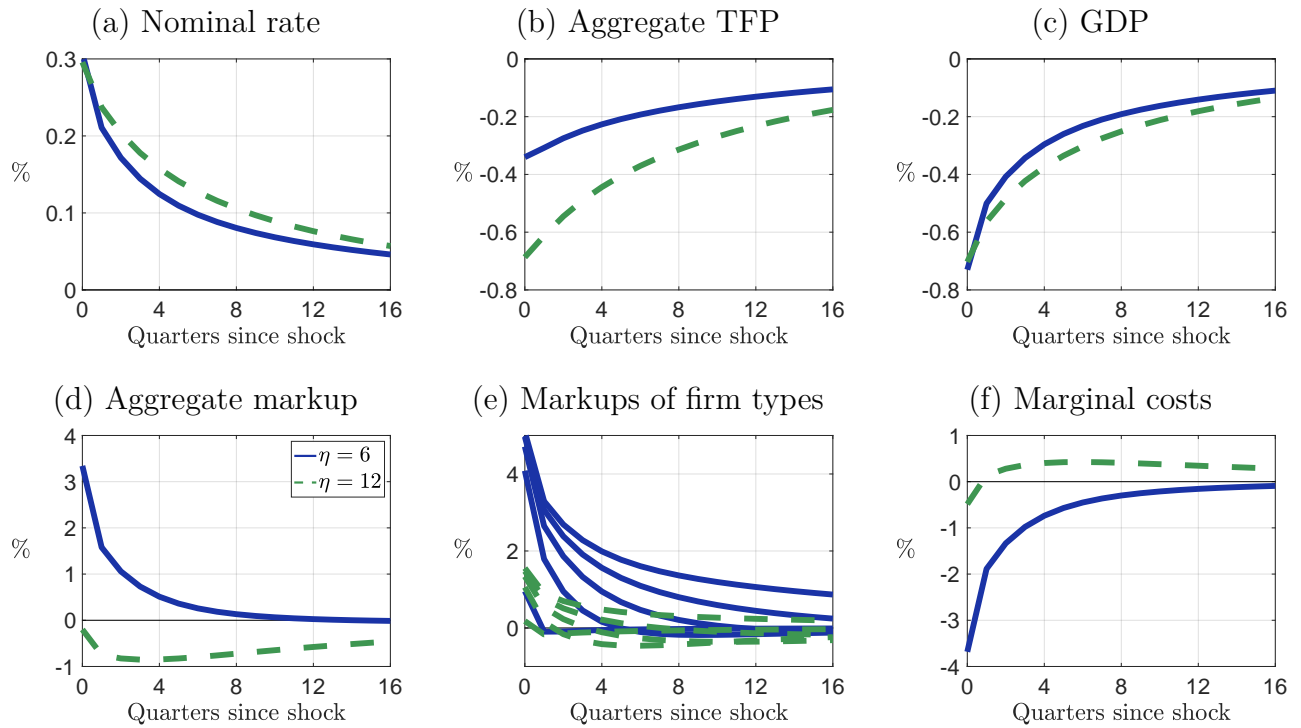 (a) Nominal rate
0.3
0.2
%
0.1
0
0 4 8 12 16
Quarters since shock
(b) Aggregate TFP
0
-0.2
% -0.4
-0.6
-0.8
0 4 8 12 16
Quarters since shock
(c) GDP
0
-0.2
% -0.4
-0.6
-0.8
0 4 8 12 16
Quarters since shock
(d) Aggregate markup
4
3
2
%
1
0
-1
0 4 8 12 16
Quarters since shock
η = 6
η = 12
(e) Markups of firm types
4
2
%
0
0 4 8 12 16
Quarters since shock
(f) Marginal costs
1
0
-1
%
-2
-3
-4
0 4 8 12 16
Quarters since shock